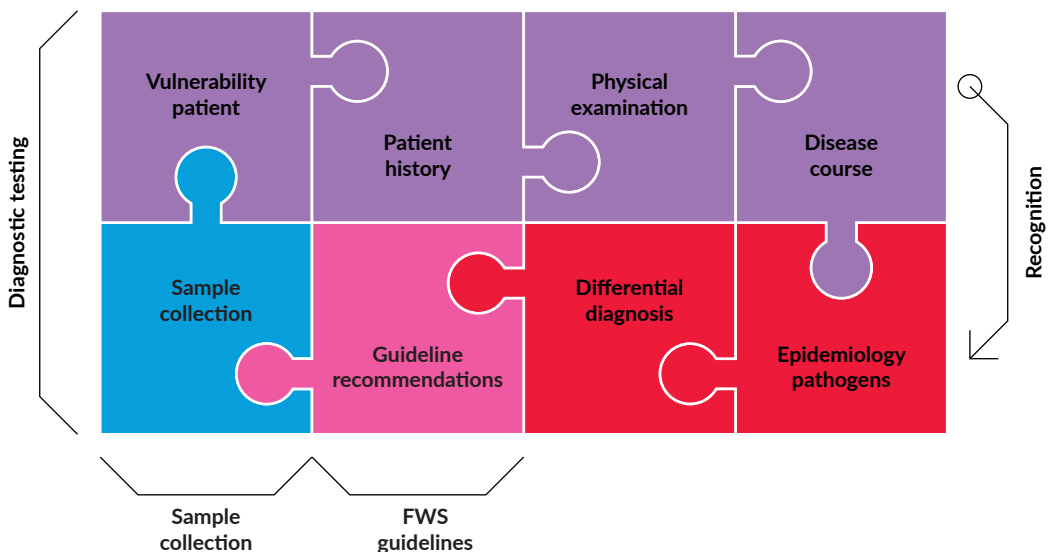 Vulnerability
patient
Physical
examination
Patient
history
Disease
course
Diagnostic testing
Recognition
Sample
collection
Differential
diagnosis
Guideline
recommendations
Epidemiology
pathogens
Sample
collection
FWS
guidelines